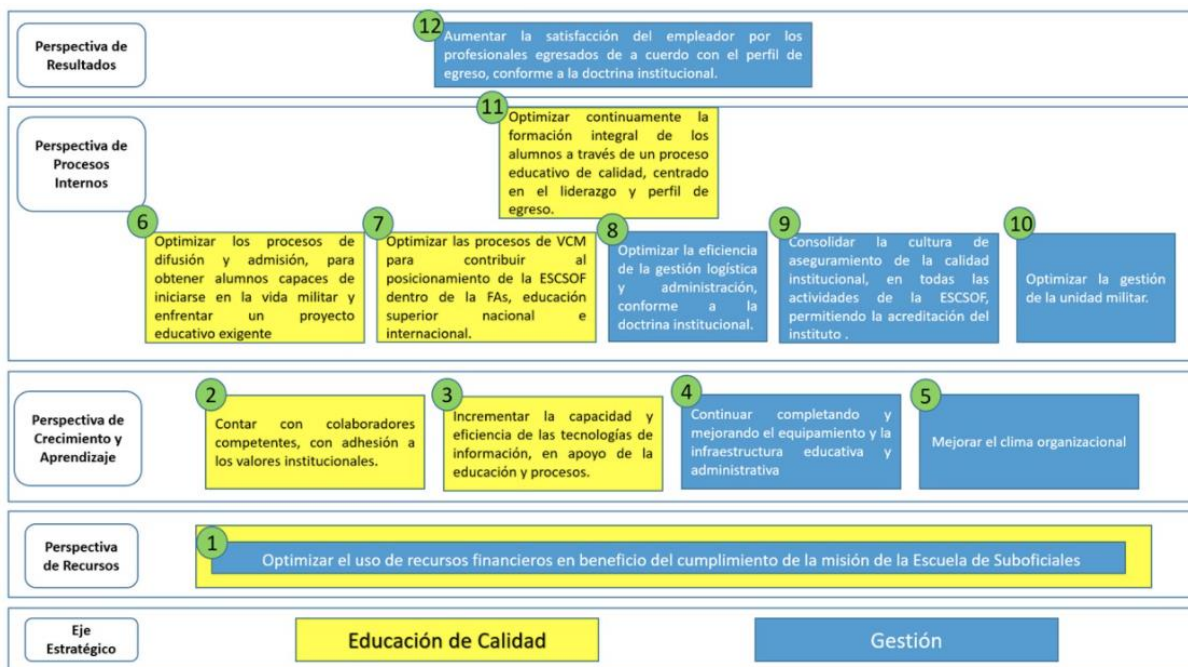 Perspectiva de
Resultados
12
Aumentar la satisfacción del empleador por los
profesionales egresados de a cuerdo con el perfil de
egreso, conforme a la doctrina institucional.
Perspectiva de
Procesos
Internos
11
Optimizar continuamente la
formación integral de los
alumnos a través de un proceso
educativo de calidad, centrado
en el liderazgo y perfil de
egreso.
6
Optimizar los procesos de
difusión y admisión, para
obtener alumnos capaces de
iniciarse en la vida militar y
enfrentar un proyecto
educativo exigente
7
Optimizar las procesos de VCM
para contribuir al
posicionamiento de la ESCSOF
dentro de la FAs, educación
superior nacional e
internacional.
8
Optimizar la eficiencia
de la gestión logística
y administración,
conforme a la
doctrina institucional.
9
Consolidar la cultura de
aseguramiento de la calidad
institucional, en todas las
actividades de la ESCSOF,
permitiendo la acreditación del
instituto .
10
Optimizar la gestión
de la unidad militar.
Perspectiva de
Crecimiento y
Aprendizaje
2
Contar con colaboradores
competentes, con adhesión a
los valores institucionales.
3
Incrementar la capacidad y
eficiencia de las tecnologías de
información, en apoyo de la
educación y procesos.
4
Continuar completando y
mejorando el equipamiento y la
infraestructura educativa y
administrativa
5
Mejorar el clima organizacional
Perspectiva
de Recursos
1
Optimizar el uso de recursos financieros en beneficio del cumplimiento de la misión de la Escuela de Suboficiales
Eje
Estratégico
Educación de Calidad
Gestión